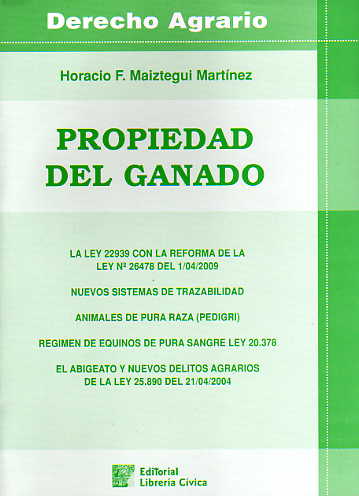 Derecho Agrario
Horacio F. Maiztegui Martínez
PROPIEDAD
DEL GANADO
LA LEY 22939 CON LA REFORMA DE LA
LEY Nº 26478 DEL 1/04/2009
NUEVOS SISTEMAS DE TRAZABILIDAD
ANIMALES DE PURA RAZA (PEDIGRI)
REGIMEN DE EQUINOS DE PURA SANGRE LEY 20.378
EL ABIGEATO Y NUEVOS DELITOS AGRARIOS
DE LA LEY 25.890 DEL 21/04/2004
EdiTorial
Librería Cívica